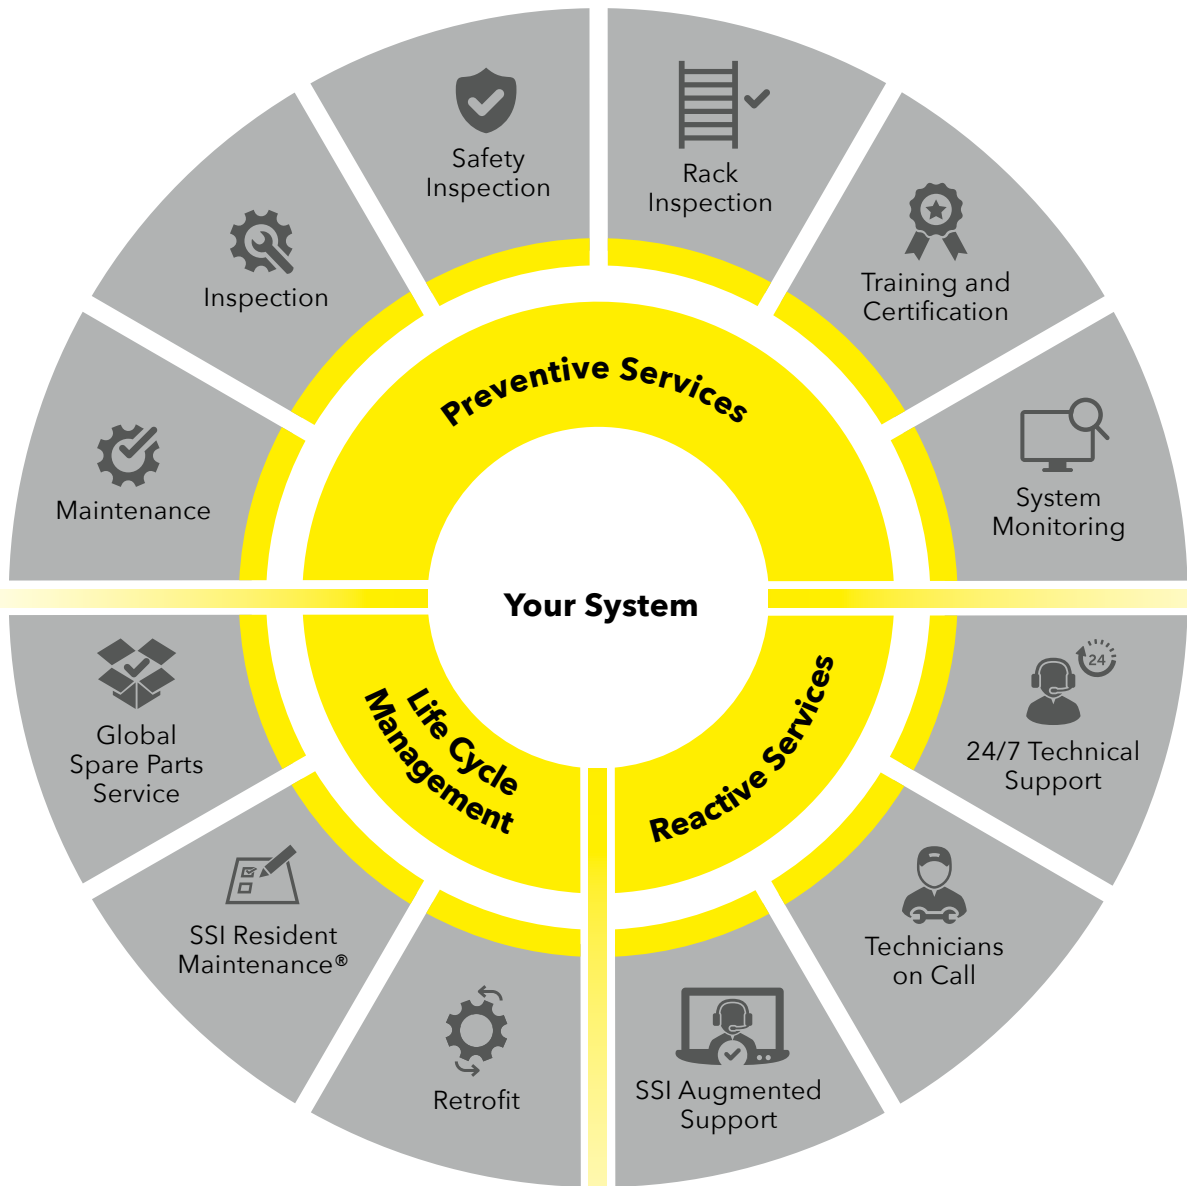 Safety
Inspection
Rack
Inspection
Training and
Certification
System
Monitoring
Inspection
Maintenance
Preventive Services
Your System
Life Cycle
Management
Reactive Services
24
24/7 Technical
Support
Technicians
on Call
SSI Augmented
Support
Retrofit
SSI Resident
Maintenance®
Global
Spare Parts
Service